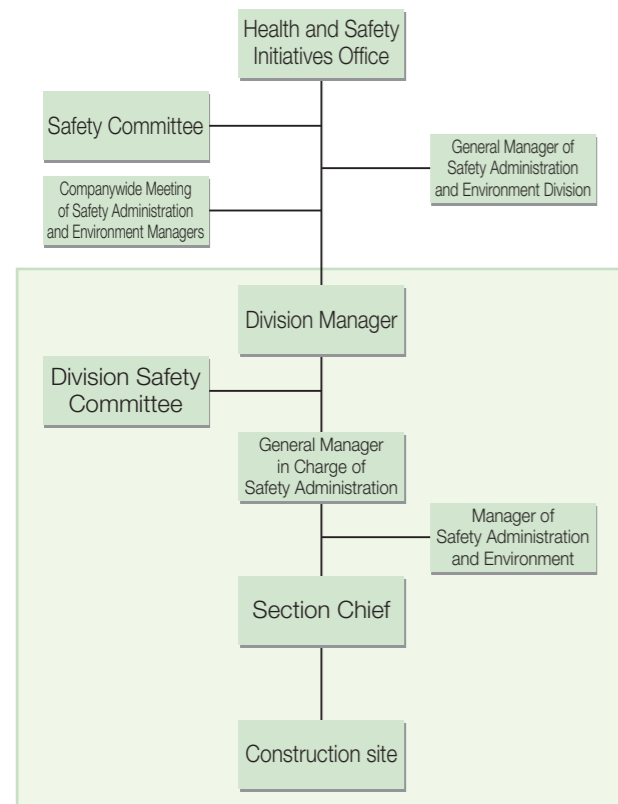 Health and Safety
Initiatives Office
Safety Committee
General Manager of
Safety Administration
and Environment Division
Companywide Meeting
of Safety Administration
and Environment Managers
Division Manager
Division Safety
Committee
General Manager
in Charge of
Safety Administration
Manager of
Safety Administration
and Environment
Section Chief
Construction site